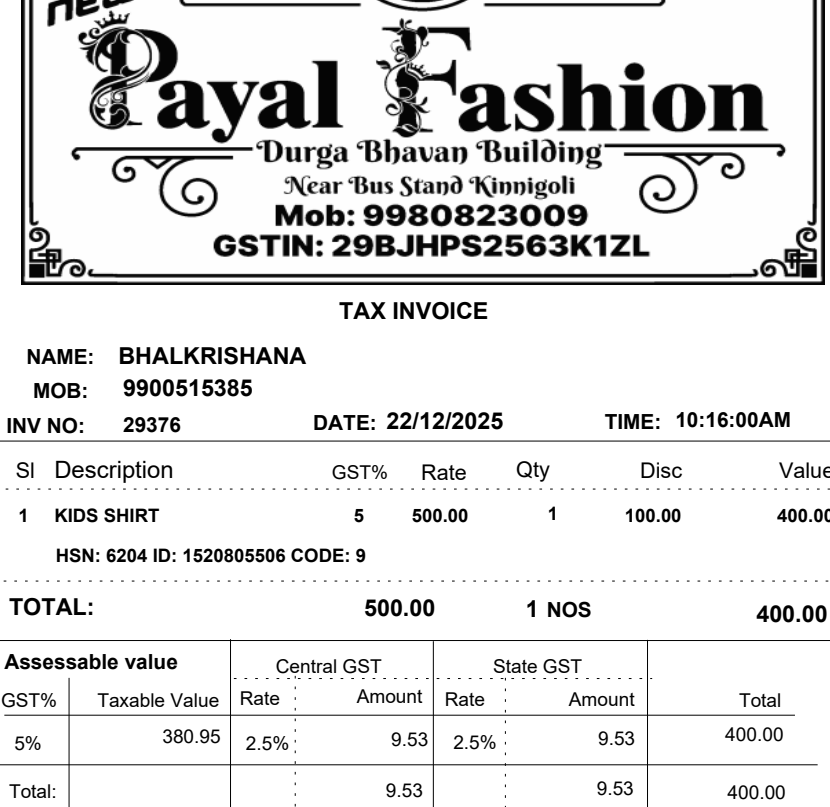 new
Payal Fashion
Durga Bhavan Building
Near Bus Stand Kinnigoli
Mob: 9980823009
GSTIN: 29BJHPS2563K1ZL
TAX INVOICE
NAME: BHALKRISHANA
MOB: 9900515385
INV NO: 29376 DATE: 22/12/2025 TIME: 10:16:00AM
Sl Description GST% Rate Qty Disc Value
1 KIDS SHIRT 5 500.00 1 100.00 400.00
HSN: 6204 ID: 1520805506 CODE: 9
TOTAL: 500.00 1 NOS 400.00
Assessable value Central GST State GST
GST% Taxable Value Rate Amount Rate Amount Total
5% 380.95 2.5% 9.53 2.5% 9.53 400.00
Total: 9.53 9.53 400.00